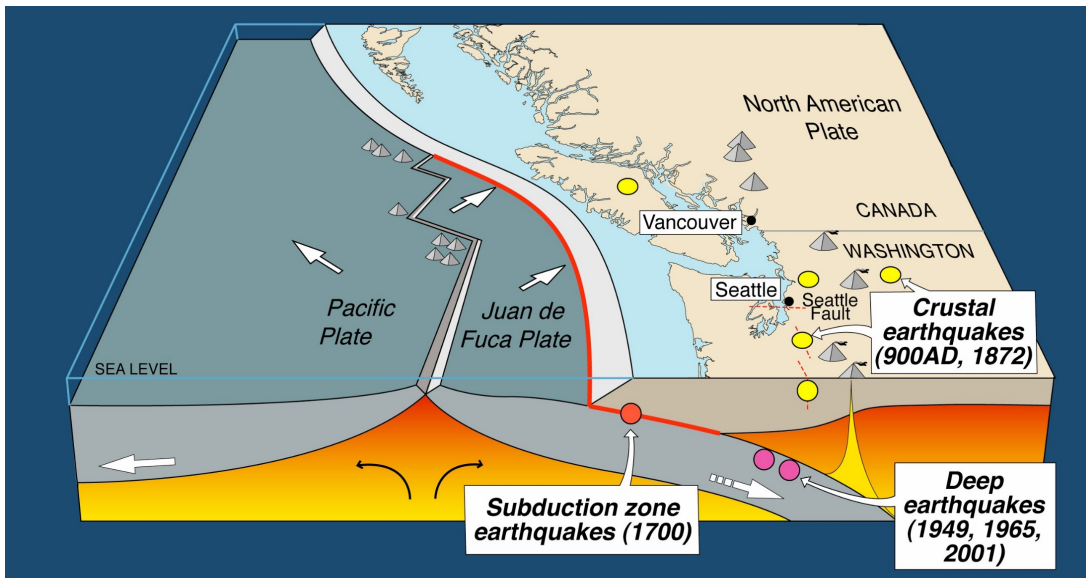 North American
Plate
CANADA
Vancouver
WASHINGTON
Seattle
Seattle
Fault
Pacific
Plate
Juan de
Fuca Plate
Crustal
earthquakes
(900AD, 1872)
SEA LEVEL
Subduction zone
earthquakes (1700)
Deep
earthquakes
(1949, 1965,
2001)